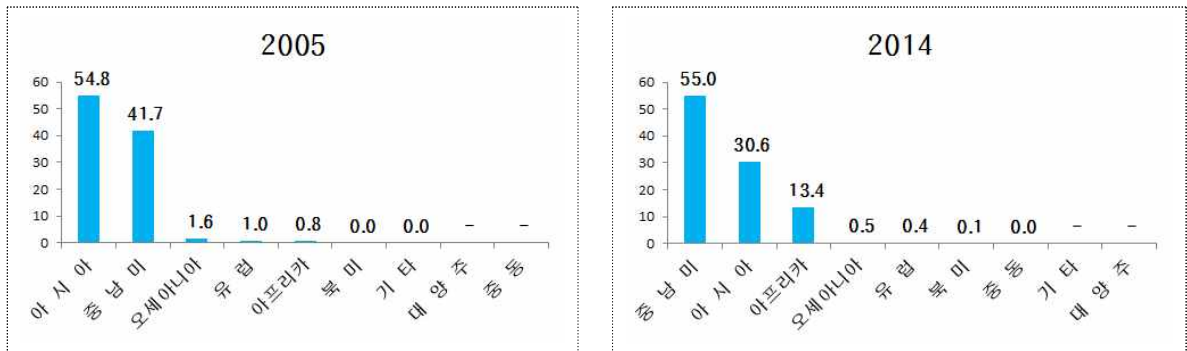 2005
60
50
40
30
20
10
0
54.8
41.7
1.6
1.0
0.8
0.0
0.0
–
–
아시아
중남미
오세아니아
유럽
아프리카
북미
기타
대양주
중동
2014
60
50
40
30
20
10
0
55.0
30.6
13.4
0.5
0.4
0.1
0.0
–
–
중남미
아시아
아프리카
오세아니아
유럽
북미
중동
기타
대양주